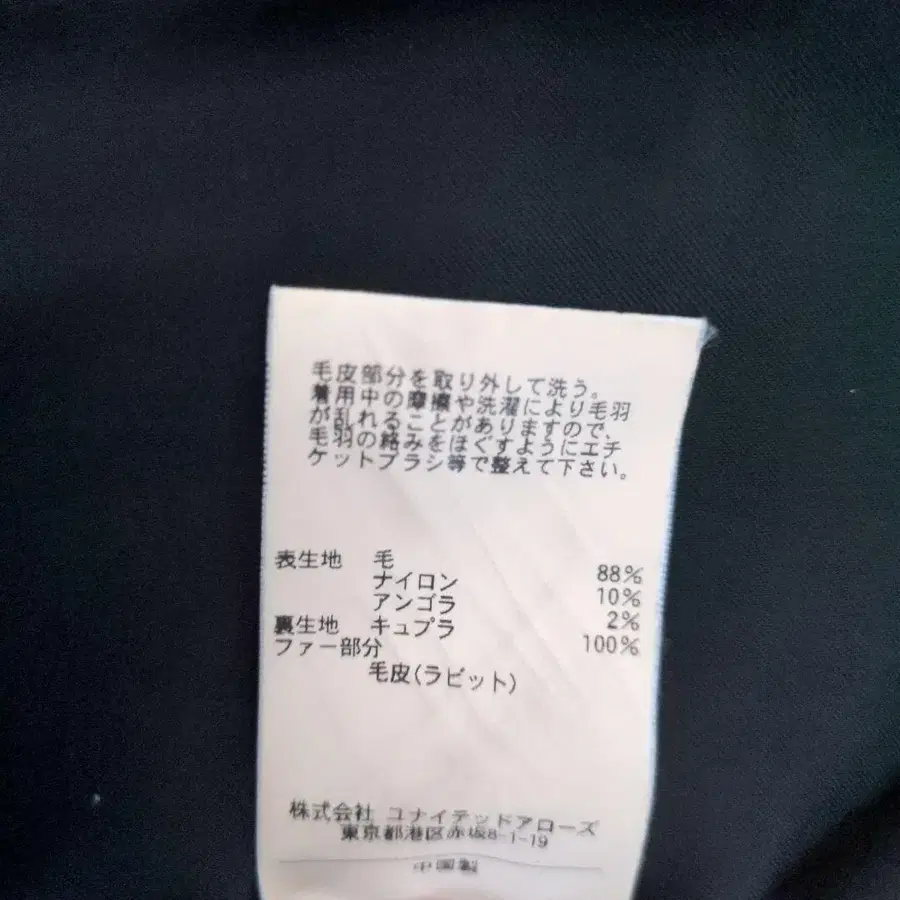 毛皮部分を取り外して洗う。
着用中の摩擦や洗濯により毛羽
が乱れることがありますので、
毛羽の絡みをほぐすようにエチ
ケットブラシ等で整えて下さい。
表生地 毛 88%
ナイロン 10%
アンゴラ 2%
裏生地 キュプラ 100%
ファー部分
毛皮(ラビット)
株式会社 ユナイテッドアローズ
東京都港区赤坂8-1-19
中国製